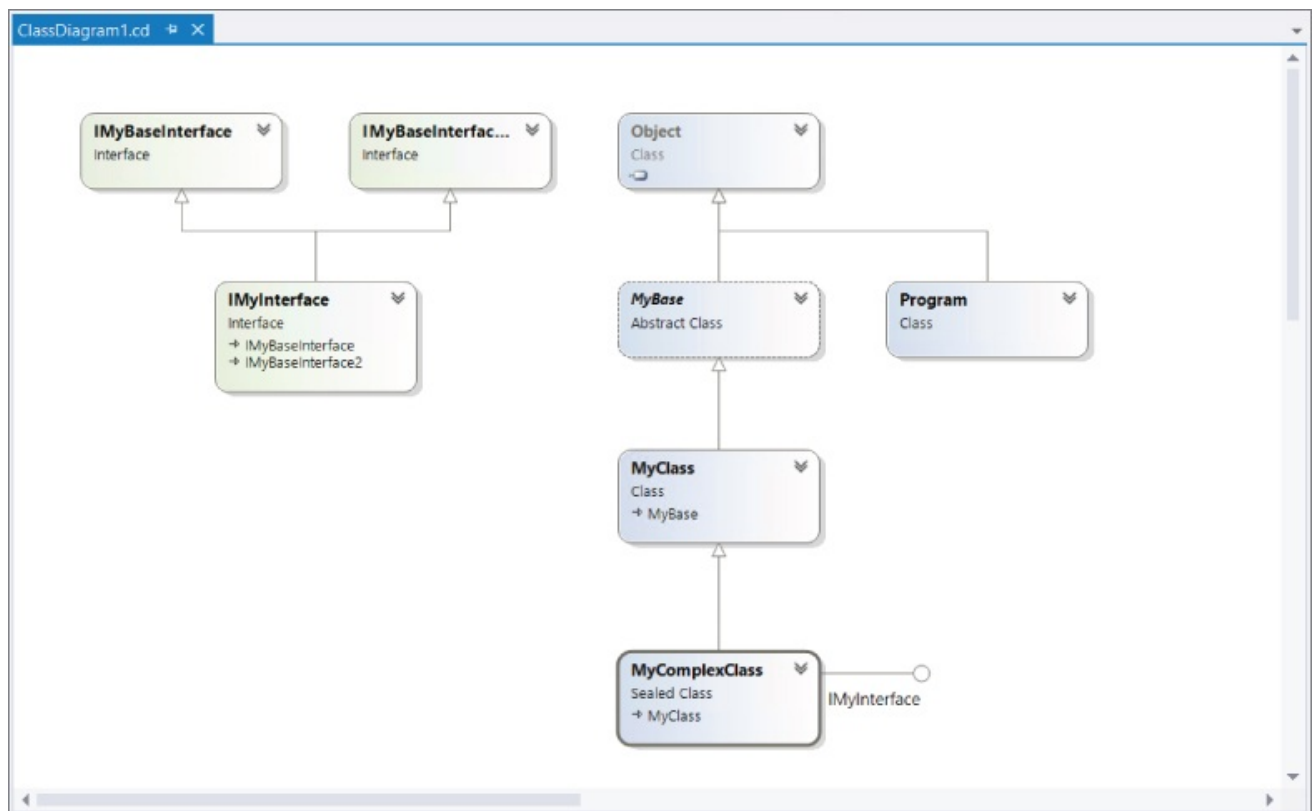 ClassDiagram1.cd
IMyBaseInterface
Interface
IMyBaseInterfac...
Interface
Object
Class
IMyInterface
Interface
IMyBaseInterface
IMyBaseInterface2
MyBase
Abstract Class
Program
Class
MyClass
Class
MyBase
MyComplexClass
Sealed Class
MyClass
IMyInterface